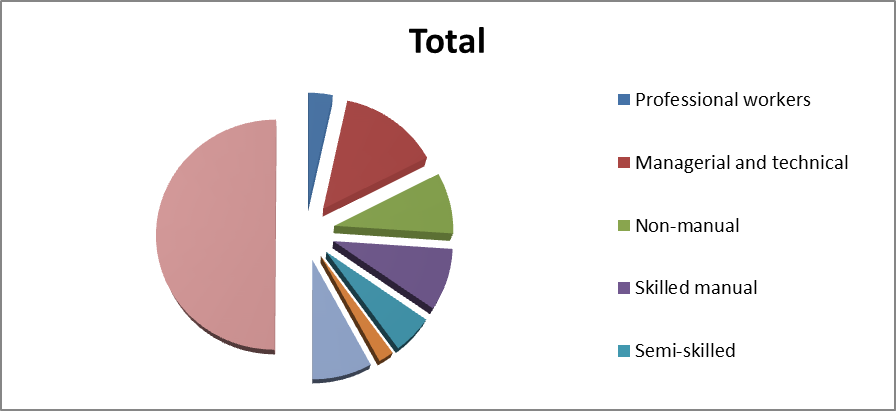 Total
Professional workers
Managerial and technical
Non-manual
Skilled manual
Semi-skilled